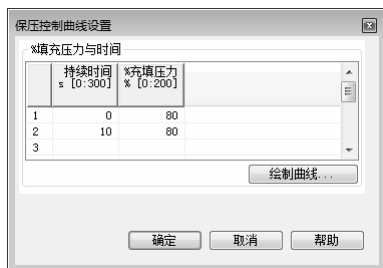 保压控制曲线设置
%填充压力与时间
持续时间 %充填压力
s [0:300] % [0:200]
1 0 80
2 10 80
3
绘制曲线...
确定 取消 帮助